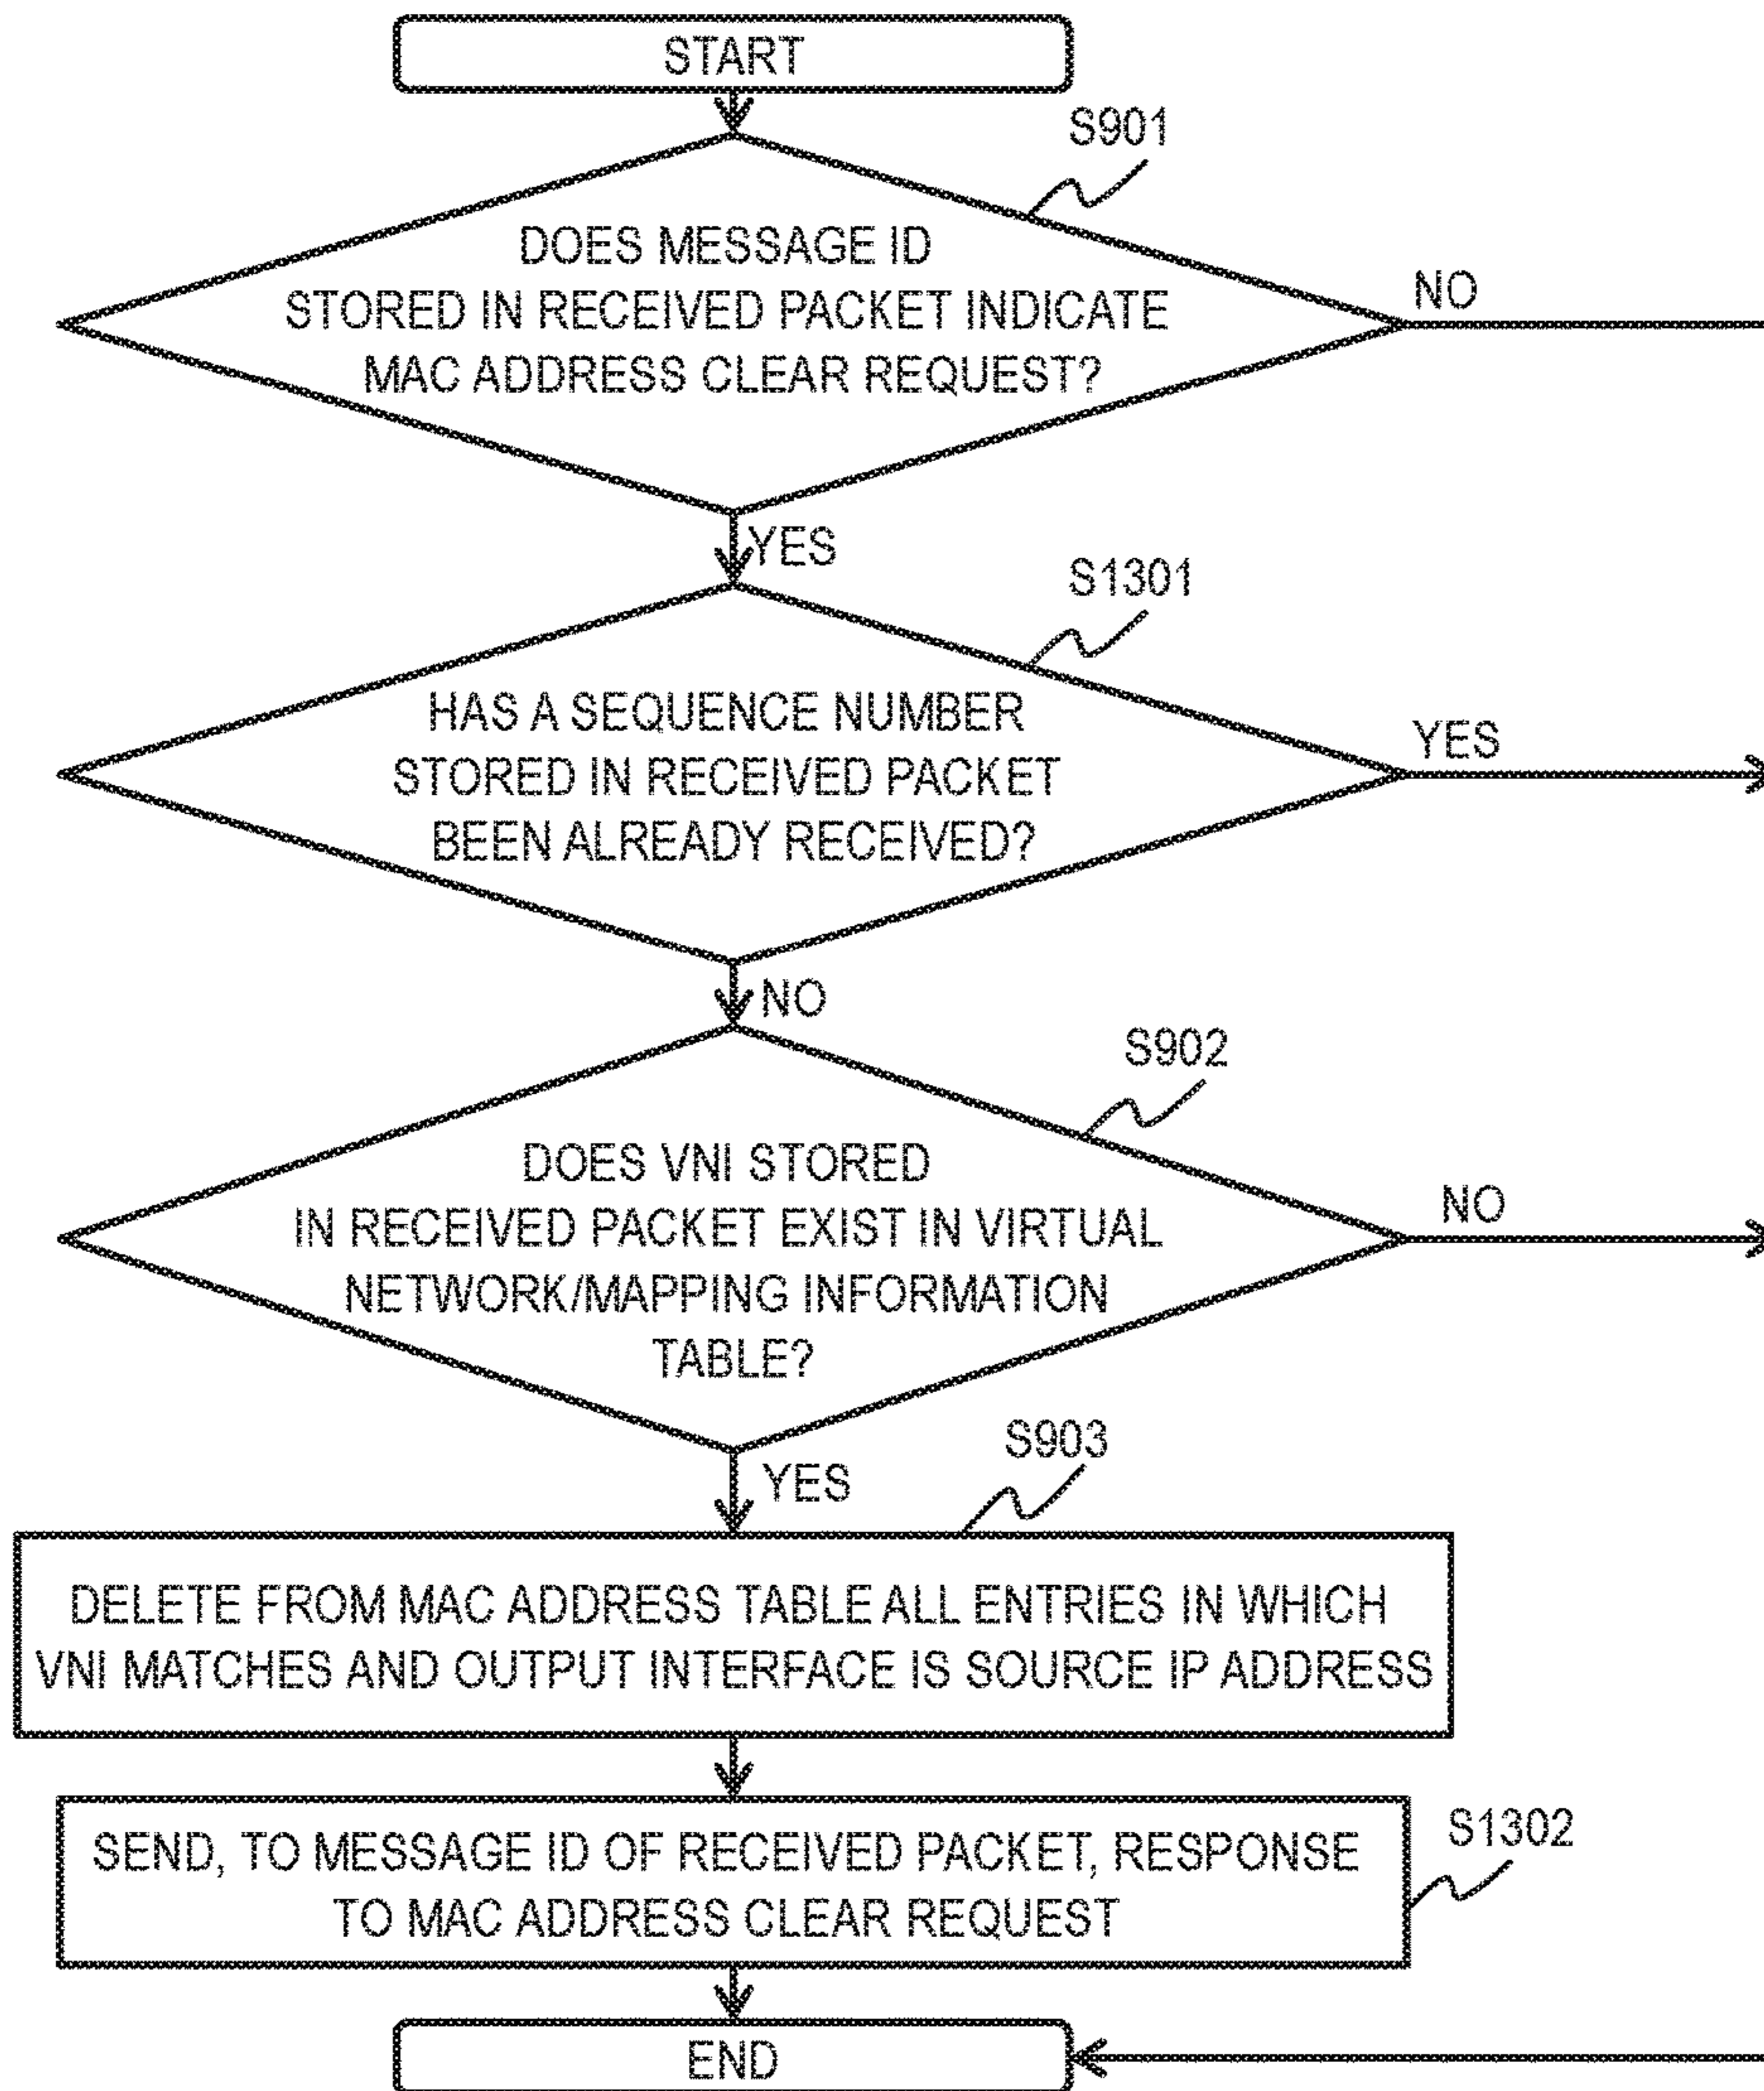 START
S901
DOES MESSAGE ID
STORED IN RECEIVED PACKET INDICATE
MAC ADDRESS CLEAR REQUEST?
NO
YES
S1301
HAS A SEQUENCE NUMBER
STORED IN RECEIVED PACKET
BEEN ALREADY RECEIVED?
YES
NO
S902
DOES VNI STORED
IN RECEIVED PACKET EXIST IN VIRTUAL
NETWORK/MAPPING INFORMATION
TABLE?
NO
YES
S903
DELETE FROM MAC ADDRESS TABLE ALL ENTRIES IN WHICH
VNI MATCHES AND OUTPUT INTERFACE IS SOURCE IP ADDRESS
SEND, TO MESSAGE ID OF RECEIVED PACKET, RESPONSE
TO MAC ADDRESS CLEAR REQUEST
S1302
END